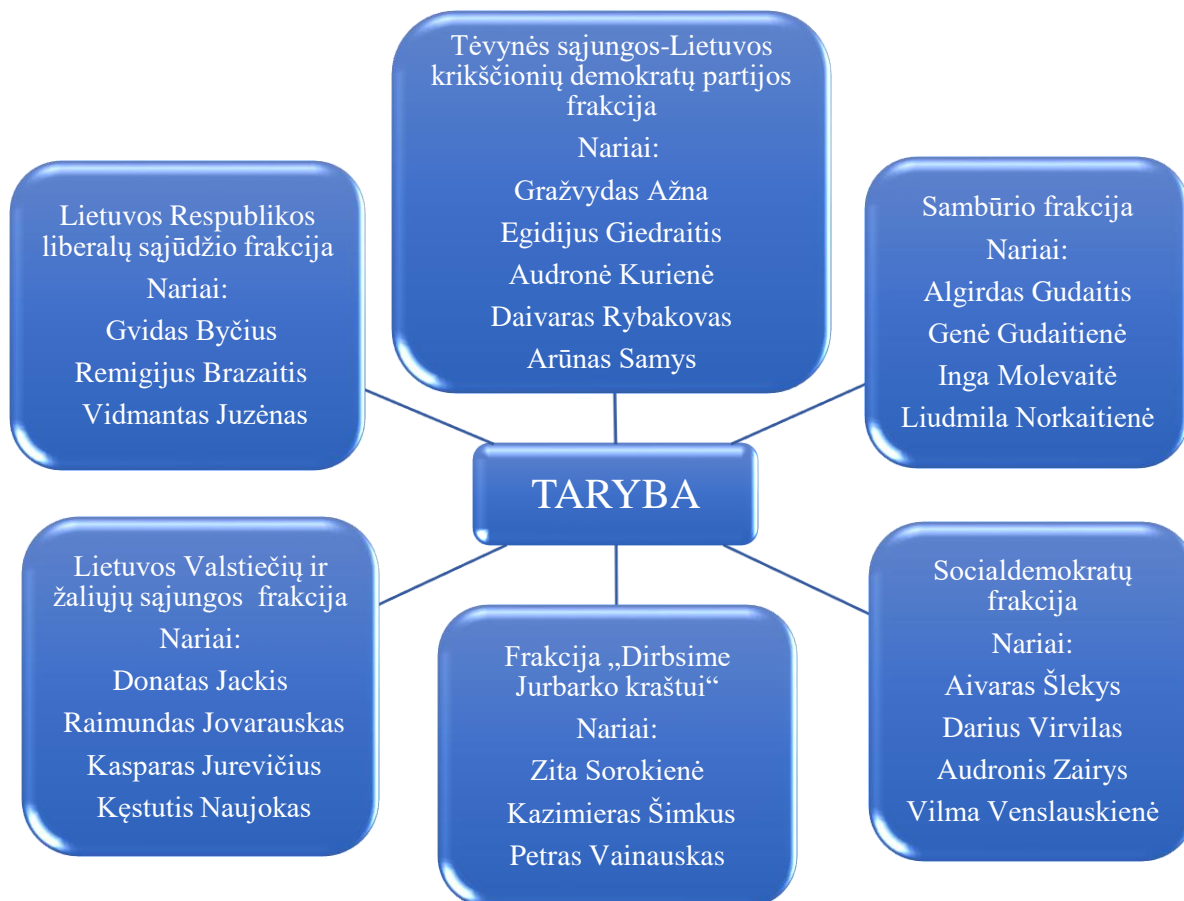 Tėvynės sąjungos-Lietuvos
krikščionių demokratų partijos
frakcija
Nariai:
Gražvydas Ažna
Egidijus Giedraitis
Audronė Kurienė
Daivaras Rybakovas
Arūnas Samys
Lietuvos Respublikos
liberalų sąjūdžio frakcija
Nariai:
Gvidas Byčius
Remigijus Brazaitis
Vidmantas Juzėnas
Sambūrio frakcija
Nariai:
Algirdas Gudaitis
Genė Gudaitienė
Inga Molevaitė
Liudmila Norkaitienė
TARYBA
Lietuvos Valstiečių ir
žaliųjų sąjungos frakcija
Nariai:
Donatas Jackis
Raimundas Jovarauskas
Kasparas Jurevičius
Kęstutis Naujokas
Frakcija „Dirbsime
Jurbarko kraštui“
Nariai:
Zita Sorokienė
Kazimieras Šimkus
Petras Vainauskas
Socialdemokratų
frakcija
Nariai:
Aivaras Šlekys
Darius Virvilas
Audronis Zairys
Vilma Venslauskienė